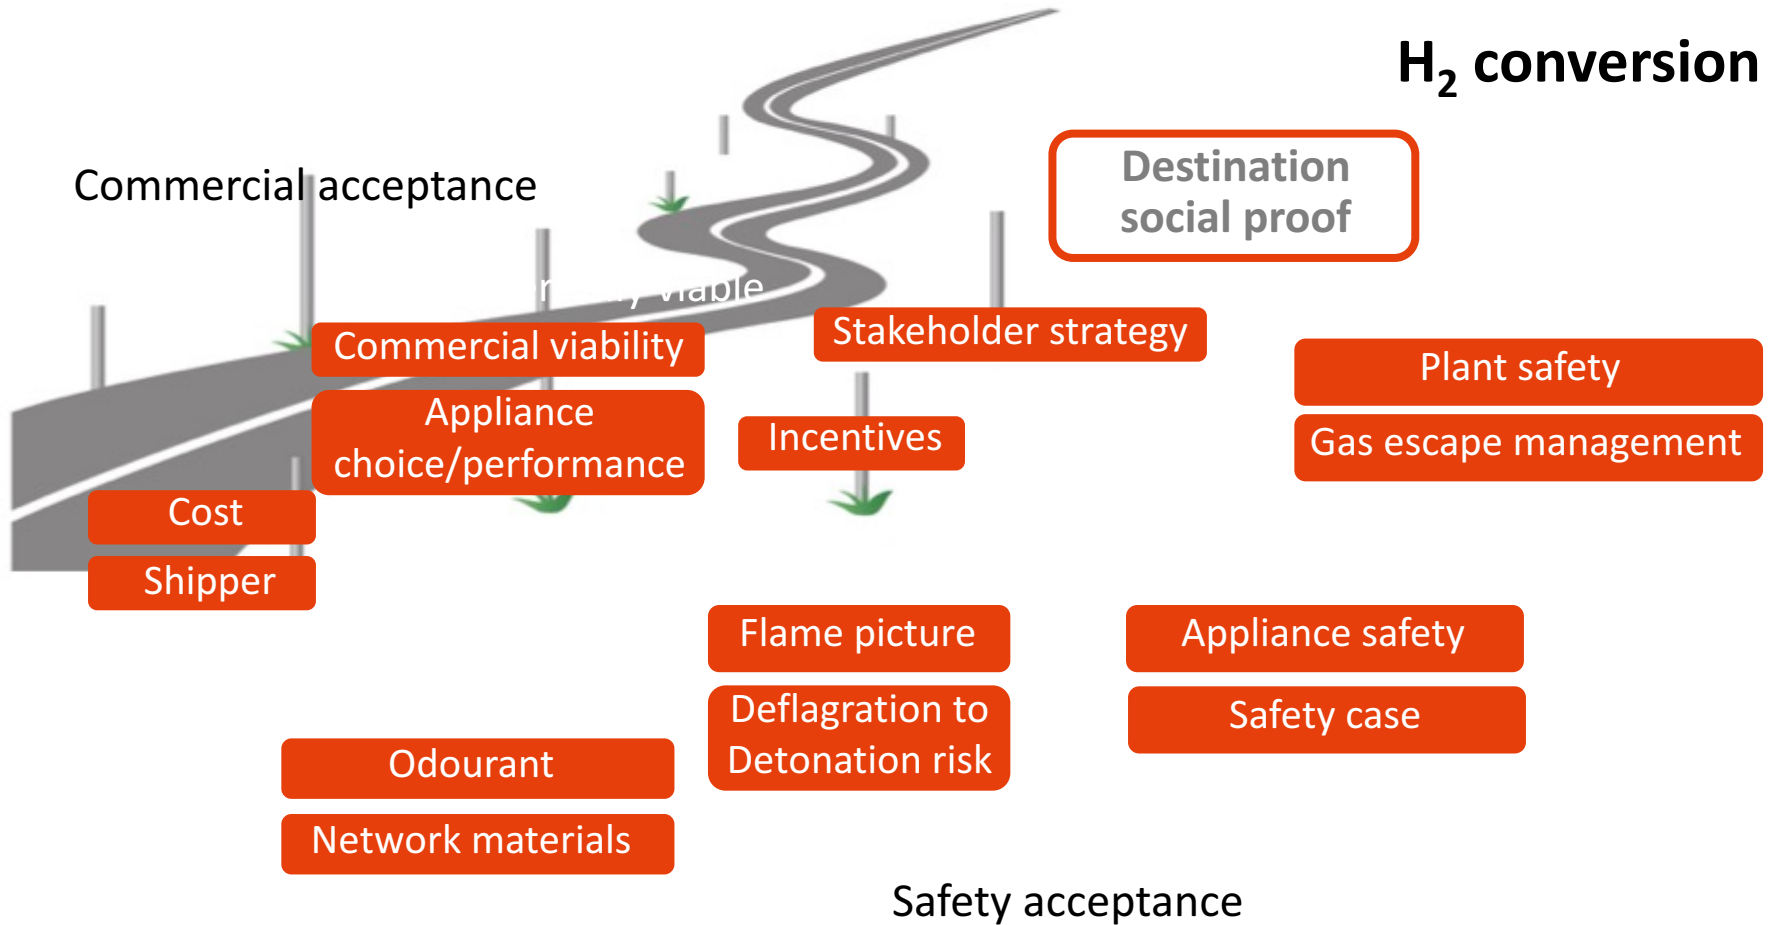 H₂ conversion
Destination
social proof
Commercial acceptance
viable
Commercial viability
Stakeholder strategy
Plant safety
Appliance
choice/performance
Incentives
Gas escape management
Cost
Shipper
Flame picture
Appliance safety
Deflagration to
Detonation risk
Safety case
Odourant
Network materials
Safety acceptance